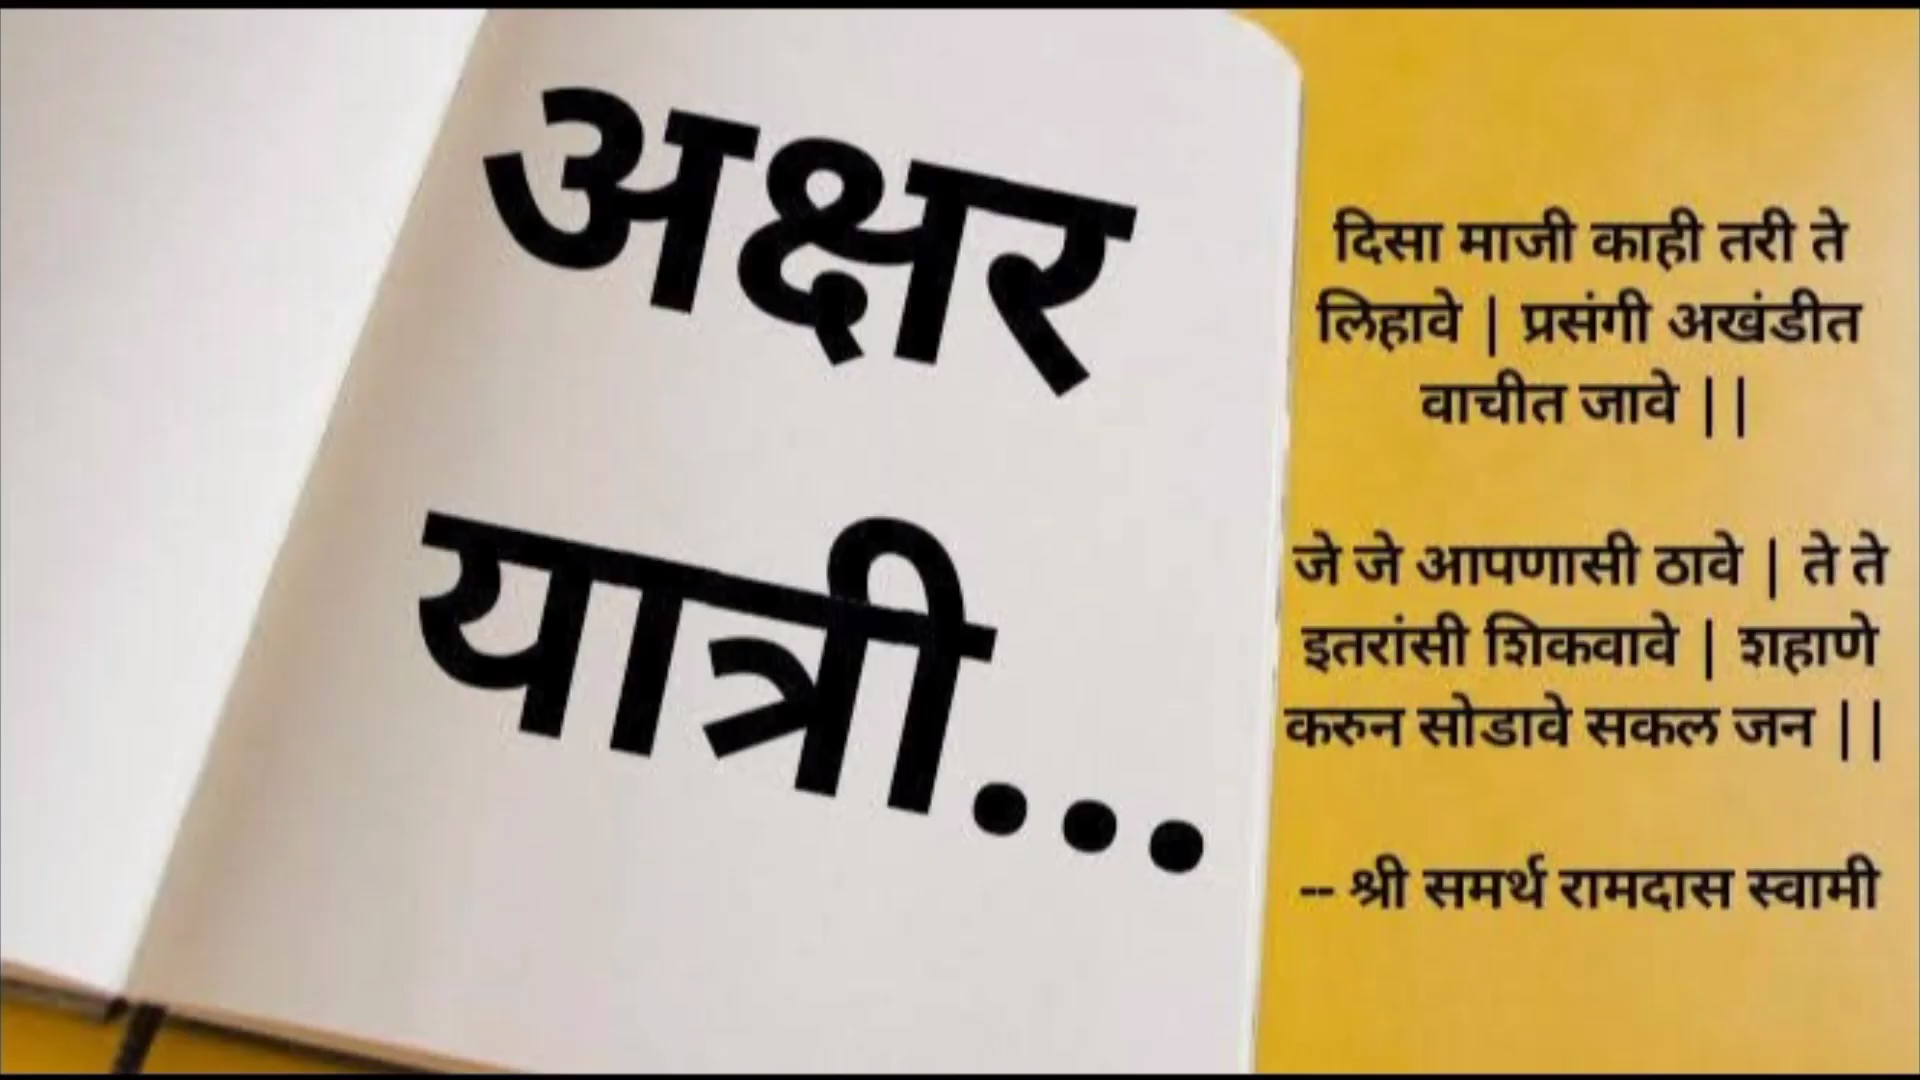 अक्षर
यात्री...
दिसा माजी काही तरी ते
लिहावे | प्रसंगी अखंडीत
वाचीत जावे ||
जे जे आपणासी ठावे | ते ते
इतरांसी शिकवावे | शहाणे
करुन सोडावे सकल जन ||
-- श्री समर्थ रामदास स्वामी